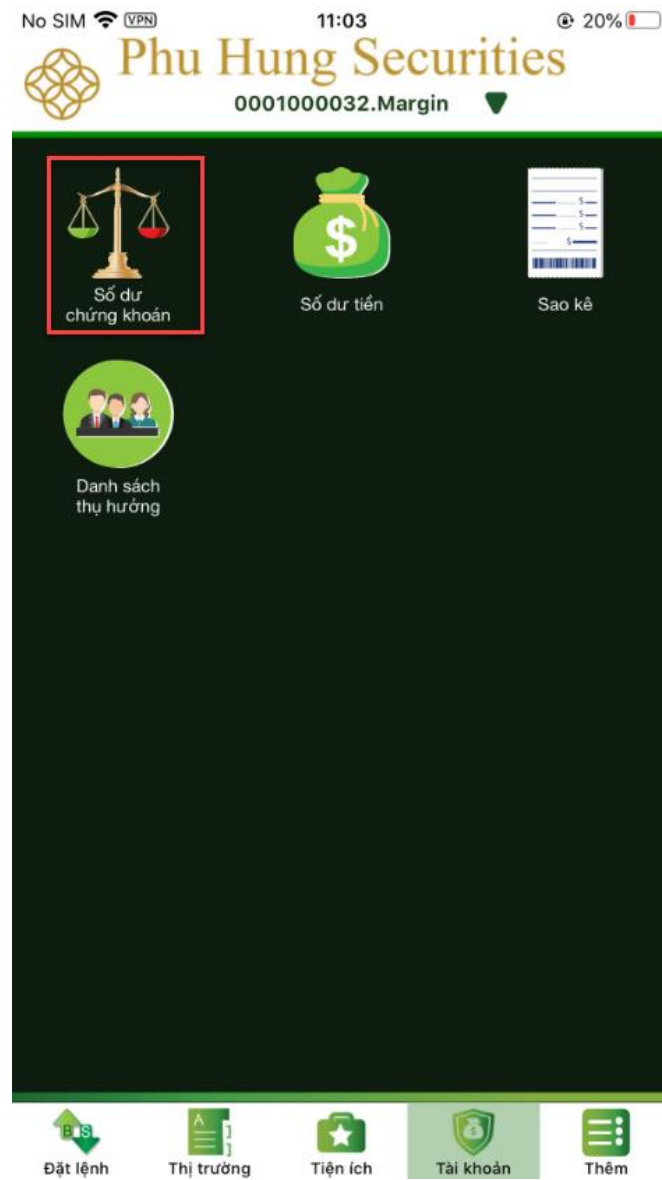 No SIM VPN 11:03 20%
Phu Hung Securities
0001000032.Margin
Số dư
chứng khoán
Số dư tiền
Sao kê
$
$
$
$
$
Danh sách
thụ hưởng
B S
A
$
Đặt lệnh
Thị trường
Tiện ích
Tài khoản
Thêm